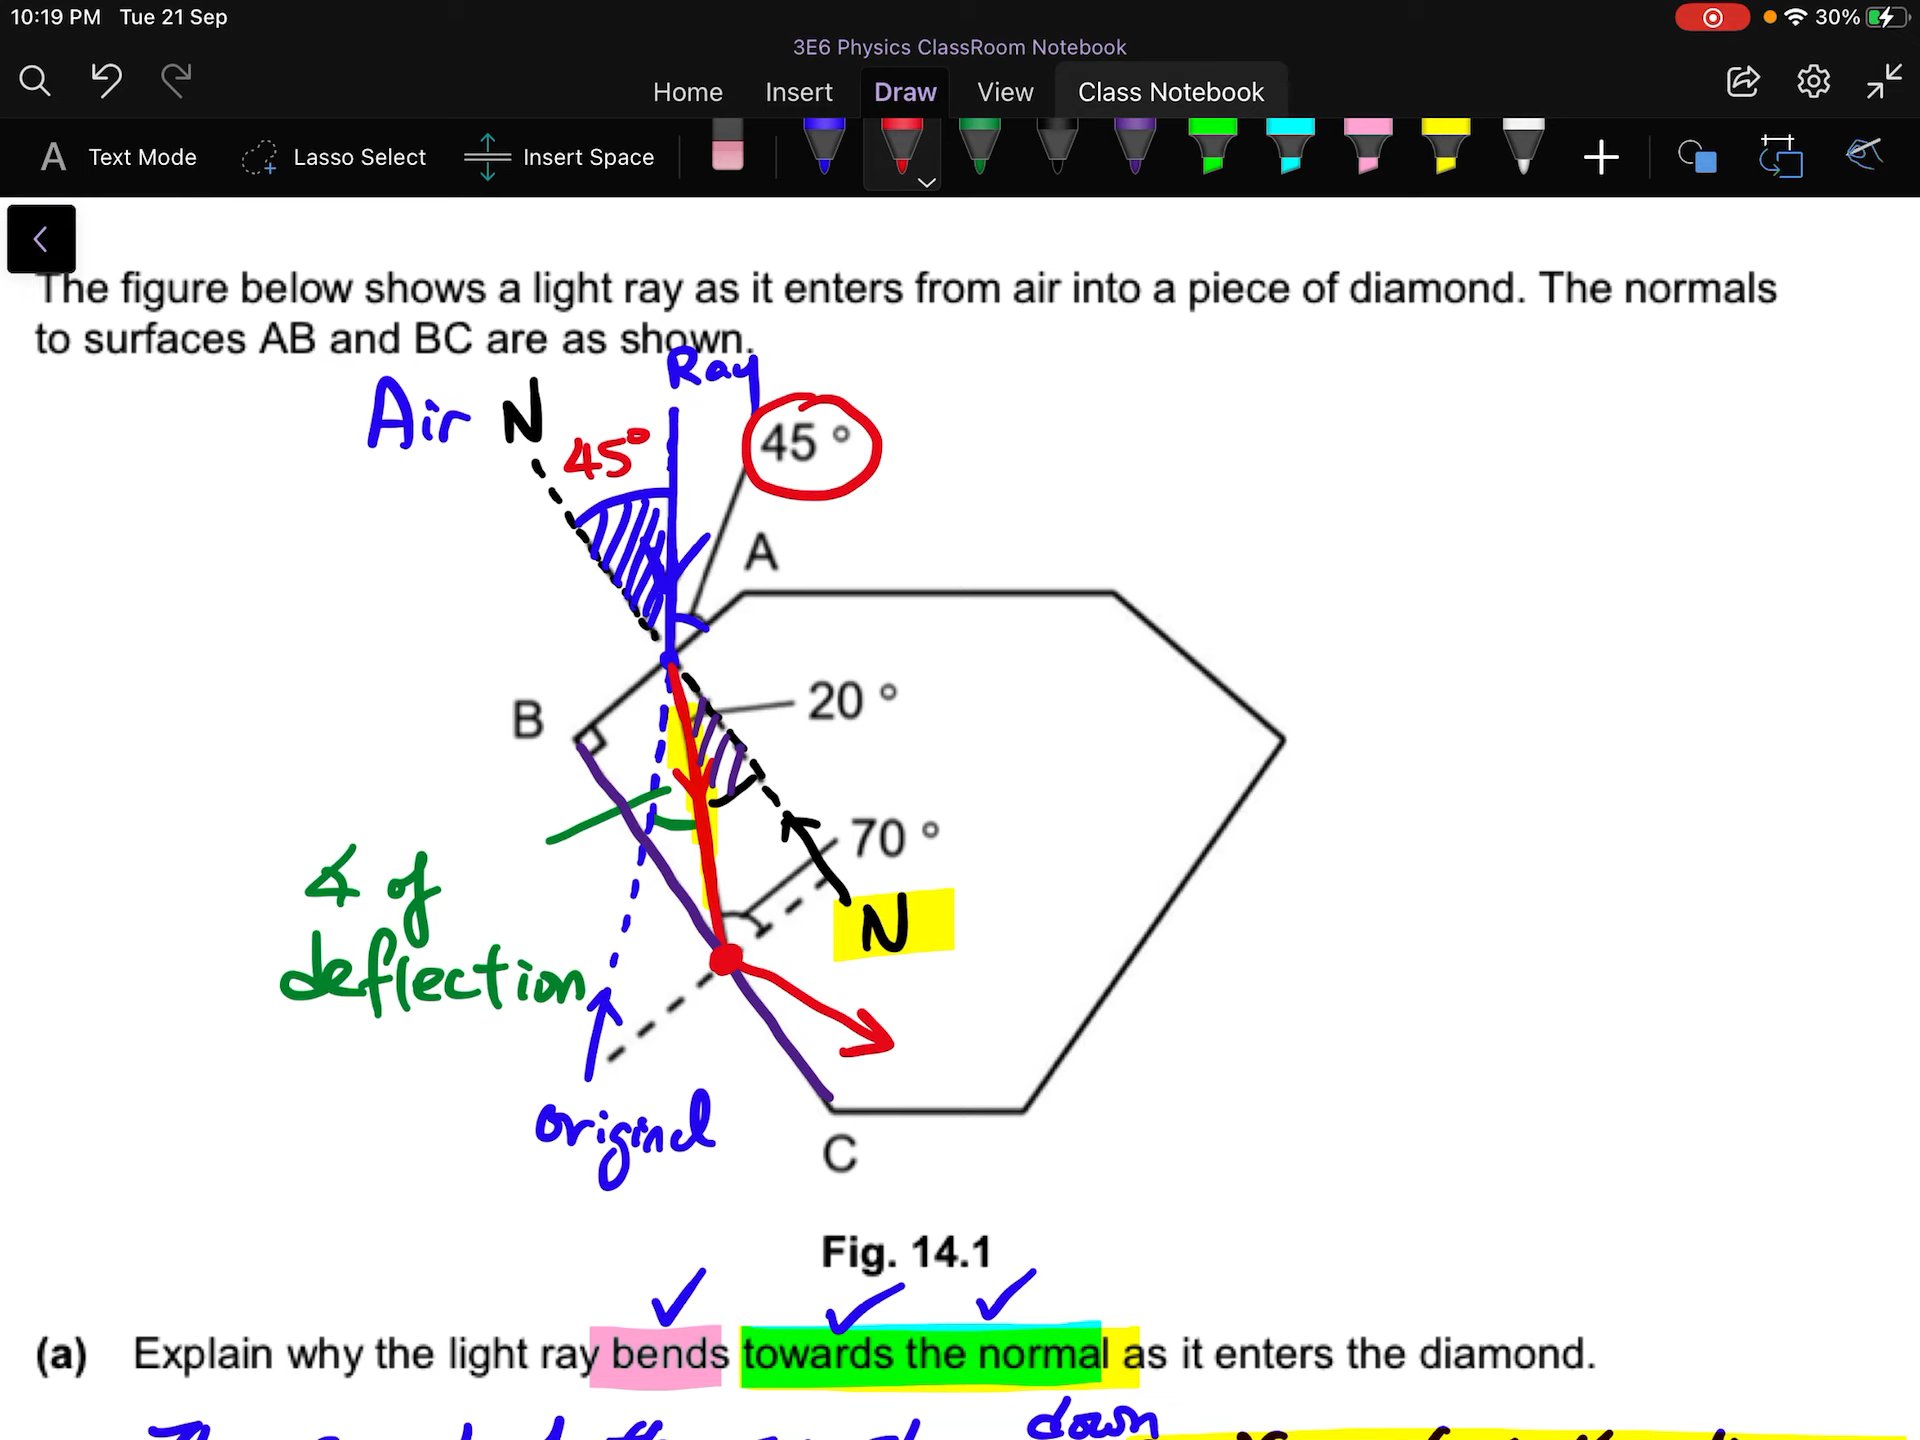 10:19 PM Tue 21 Sep
30%
3E6 Physics ClassRoom Notebook
Home Insert Draw View Class Notebook
A Text Mode Lasso Select Insert Space
The figure below shows a light ray as it enters from air into a piece of diamond. The normals
to surfaces AB and BC are as shown.
Ray
Air N
45°
45 °
A
B
20 °
70 °
N
∡ of
deflection
original
C
Fig. 14.1
(a) Explain why the light ray bends towards the normal as it enters the diamond.
down